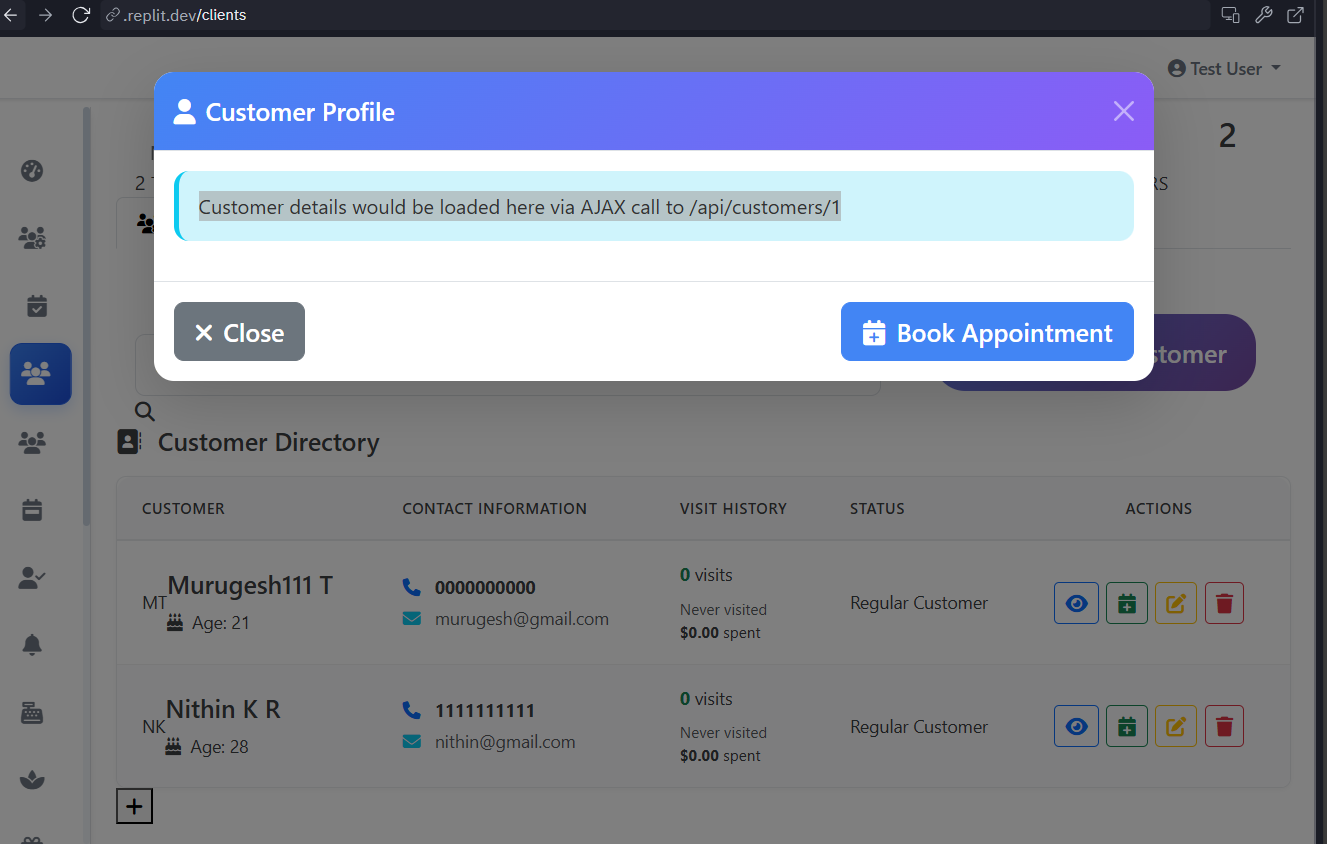 .replit.dev/clients
Test User
Customer Profile
2
2
RS
Customer details would be loaded here via AJAX call to /api/customers/1
Close
Book Appointment
stomer
Customer Directory
CUSTOMER
CONTACT INFORMATION
VISIT HISTORY
STATUS
ACTIONS
MT
Murugesh111 T
Age: 21
0000000000
murugesh@gmail.com
0 visits
Never visited
$0.00 spent
Regular Customer
NK
Nithin K R
Age: 28
1111111111
nithin@gmail.com
0 visits
Never visited
$0.00 spent
Regular Customer